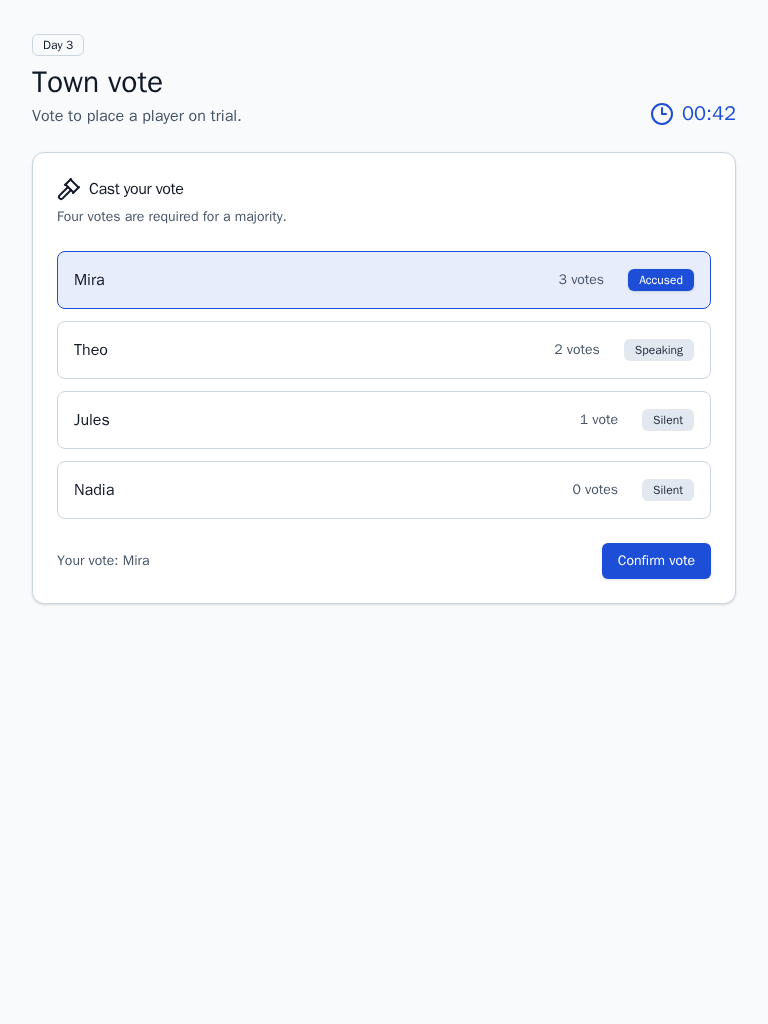 Day 3
Town vote
Vote to place a player on trial.
00:42
Cast your vote
Four votes are required for a majority.
Mira 3 votes Accused
Theo 2 votes Speaking
Jules 1 vote Silent
Nadia 0 votes Silent
Your vote: Mira Confirm vote